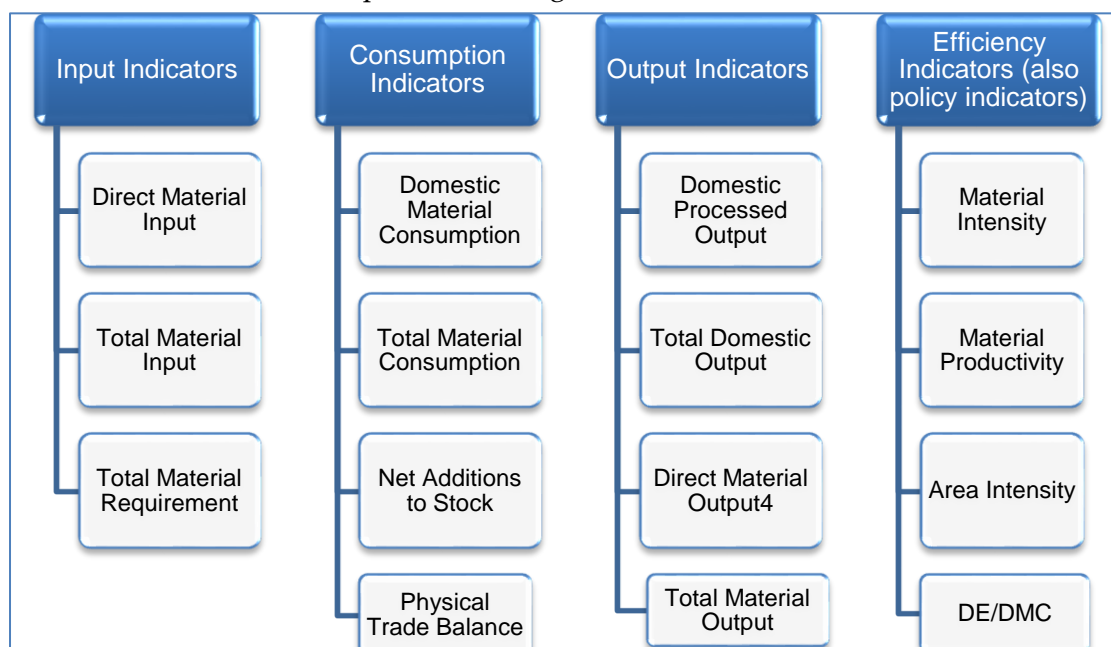 Input Indicators
Direct Material
Input
Total Material
Input
Total Material
Requirement
Consumption
Indicators
Domestic
Material
Consumption
Total Material
Consumption
Net Additions
to Stock
Physical
Trade Balance
Output Indicators
Domestic
Processed
Output
Total Domestic
Output
Direct Material
Output4
Total Material
Output
Efficiency
Indicators (also
policy indicators)
Material
Intensity
Material
Productivity
Area Intensity
DE/DMC